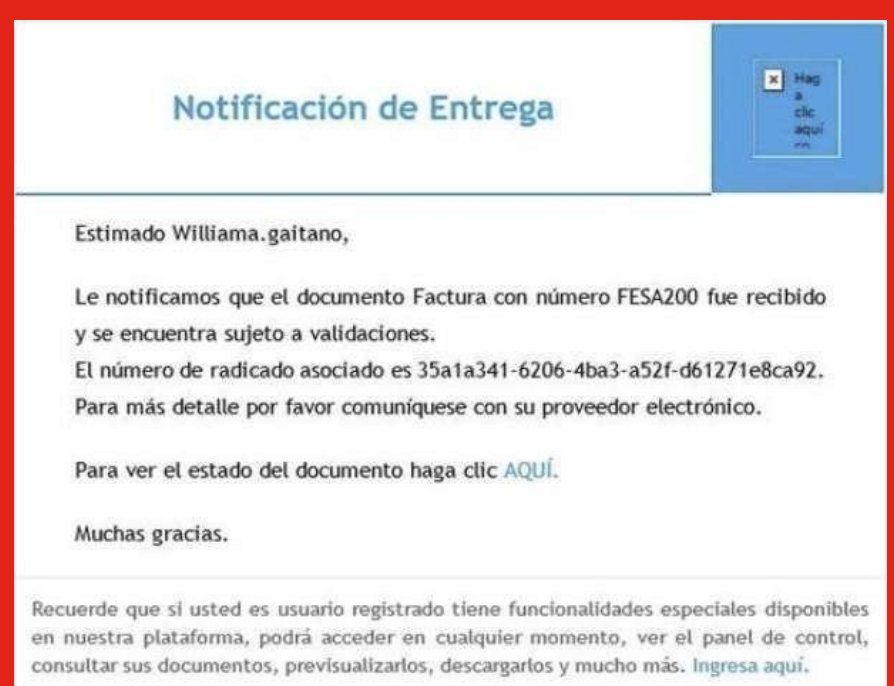 Notificación de Entrega
Hag
a
clic
aquí
Estimado Williama.gaitano,
Le notificamos que el documento Factura con número FESA200 fue recibido
y se encuentra sujeto a validaciones.
El número de radicado asociado es 35a1a341-6206-4ba3-a52f-d61271e8ca92.
Para más detalle por favor comuníquese con su proveedor electrónico.
Para ver el estado del documento haga clic AQUÍ.
Muchas gracias.
Recuerde que si usted es usuario registrado tiene funcionalidades especiales disponibles
en nuestra plataforma, podrá acceder en cualquier momento, ver el panel de control,
consultar sus documentos, previsualizarlos, descargarlos y mucho más. Ingresa aquí.